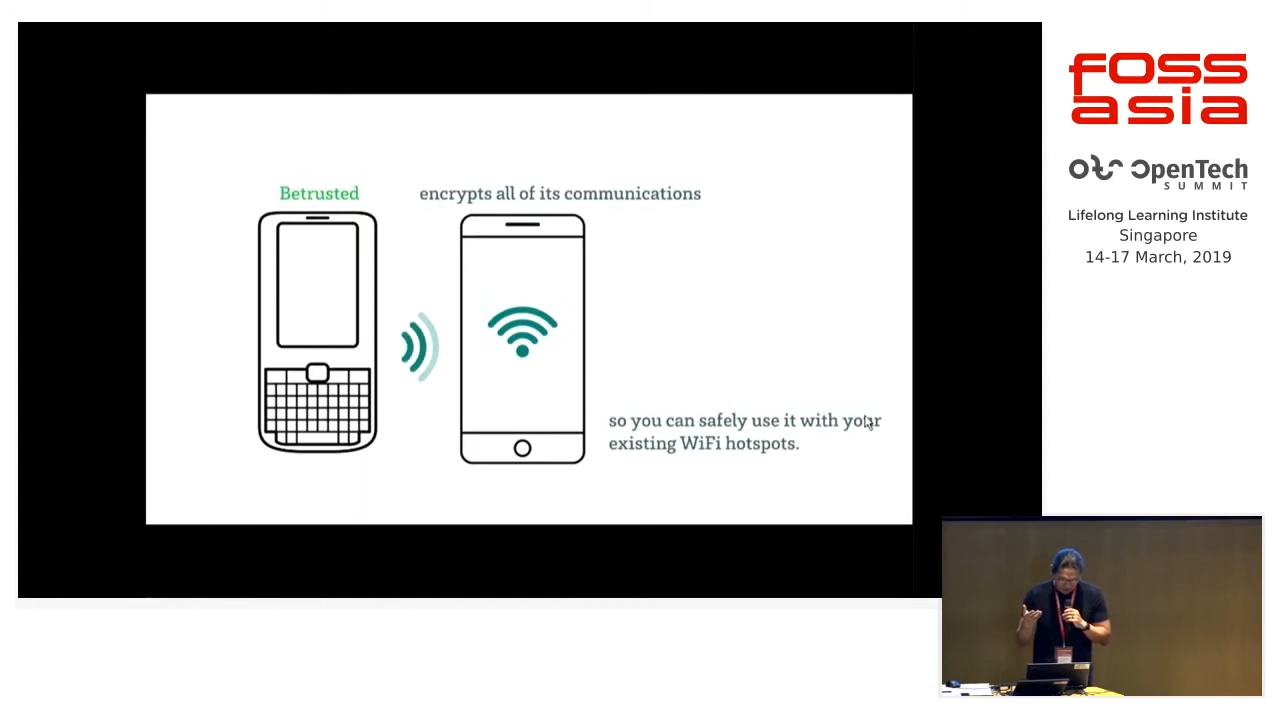 Betrusted encrypts all of its communications
so you can safely use it with your
existing WiFi hotspots.
foss
asia
OpenTech
SUMMIT
Lifelong Learning Institute
Singapore
14-17 March, 2019